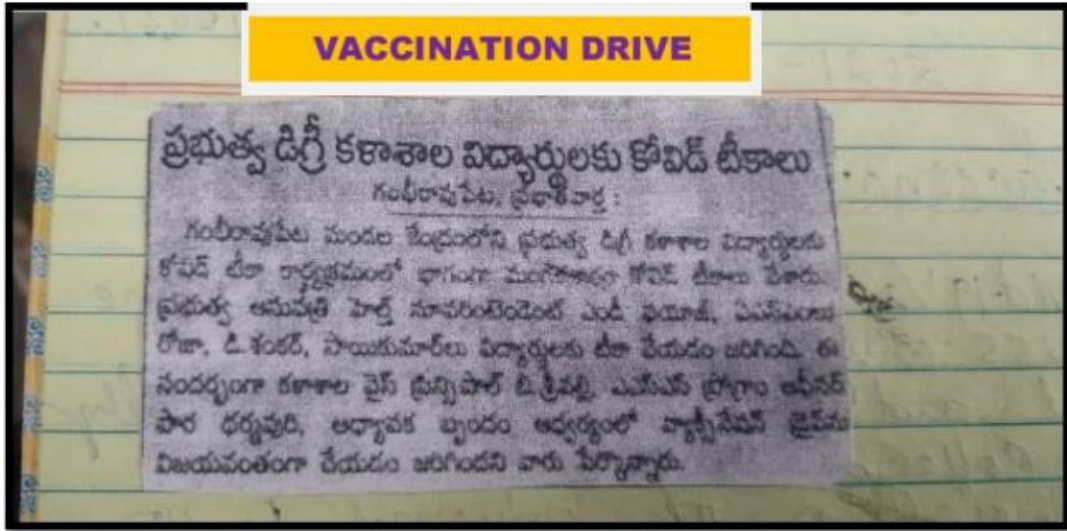 VACCINATION DRIVE
ప్రభుత్వ డిగ్రీ కళాశాల విద్యార్థులకు కోవిడ్ టీకాలు
గంభీరావుపేట, ప్రభాతవార్త :
గంభీరావుపేట మండల కేంద్రంలోని ప్రభుత్వ డిగ్రీ కళాశాల విద్యార్థులకు
కోవిడ్ టీకా కార్యక్రమంలో భాగంగా మంగళవారం కోవిడ్ టీకాలు వేశారు.
ప్రభుత్వ ఆసుపత్రి హెల్త్ సూపరింటెండెంట్ ఎండీ ఫయాజ్, ఏఎన్ఎంలు
రోజా, డి.శంకర్, సాయికుమార్‌లు విద్యార్థులకు టీకా వేయడం జరిగింది. ఈ
సందర్భంగా కళాశాల వైస్ ప్రిన్సిపాల్ శ్రీవల్లి, ఎన్ఎస్ఎస్ ప్రోగ్రాం ఆఫీసర్
పార ధర్మపురి, అధ్యాపక బృందం ఆధ్వర్యంలో వ్యాక్సినేషన్ డ్రైవ్‌ను
విజయవంతంగా చేయడం జరిగిందని వారు పేర్కొన్నారు.